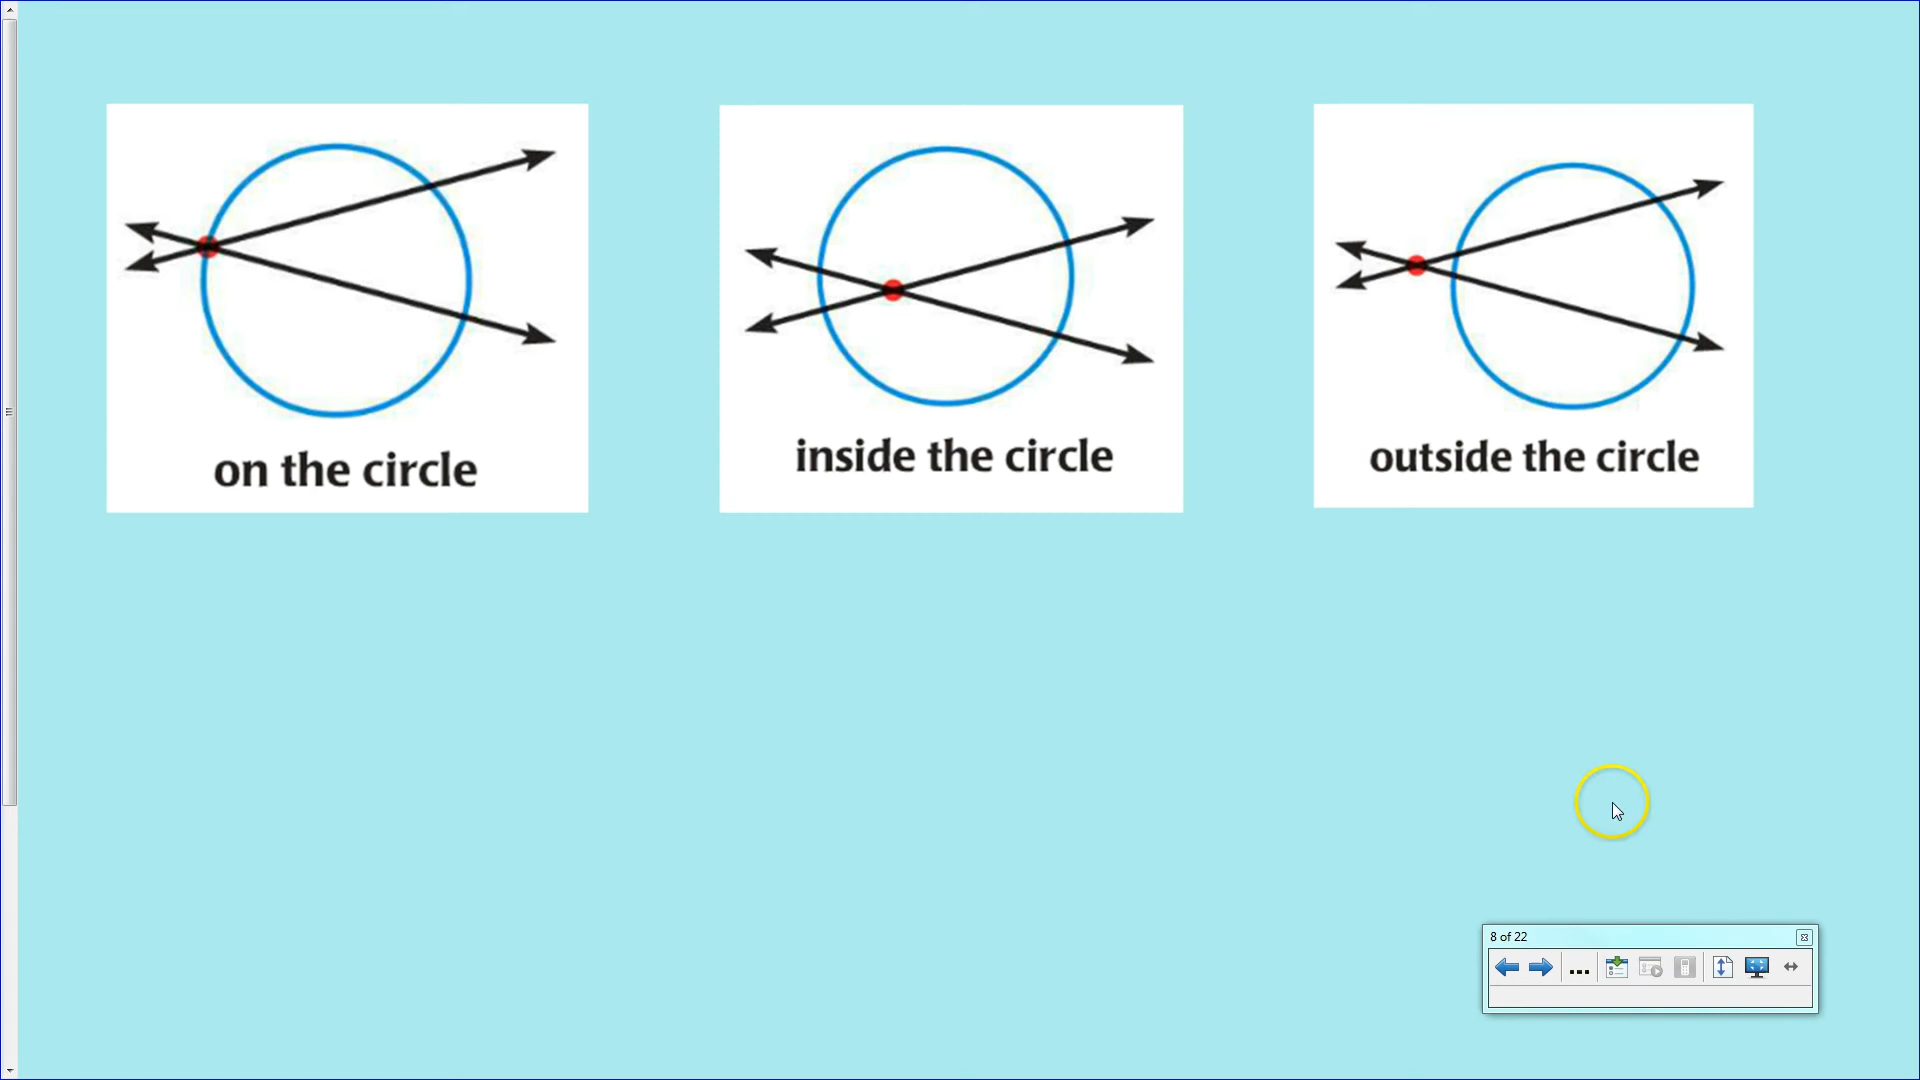 on the circle
inside the circle
outside the circle
8 of 22